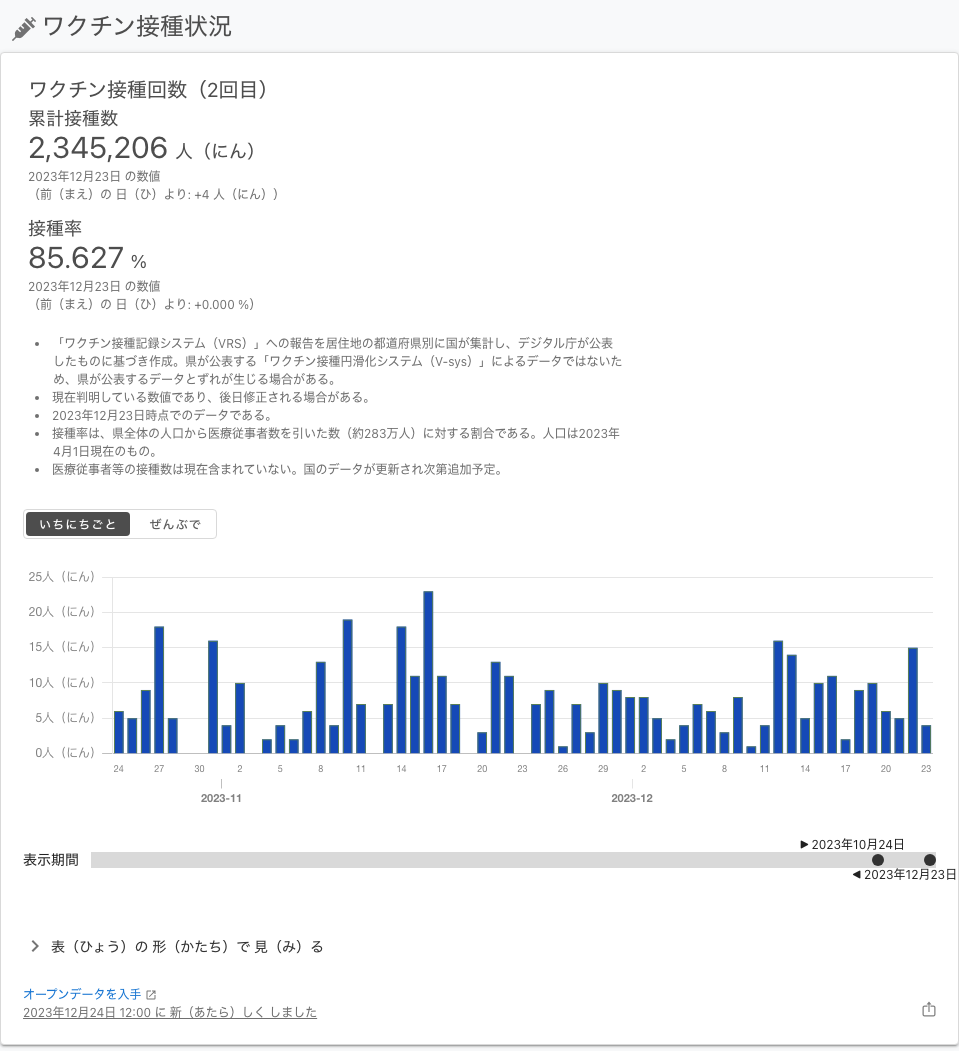 ワクチン接種状況
ワクチン接種回数（2回目）
累計接種数
2,345,206 人（にん）
2023年12月23日 の数値
（前（まえ）の 日（ひ）より: +4 人（にん））
接種率
85.627 %
2023年12月23日 の数値
（前（まえ）の 日（ひ）より: +0.000 %）
• 「ワクチン接種記録システム（VRS）」への報告を居住地の都道府県別に国が集計し、デジタル庁が公表
したものに基づき作成。県が公表する「ワクチン接種円滑化システム（V-sys）」によるデータではないた
め、県が公表するデータとずれが生じる場合がある。
• 現在判明している数値であり、後日修正される場合がある。
• 2023年12月23日時点でのデータである。
• 接種率は、県全体の人口から医療従事者数を引いた数（約283万人）に対する割合である。人口は2023年
4月1日現在のもの。
• 医療従事者等の接種数は現在含まれていない。国のデータが更新され次第追加予定。
いちにちごと ぜんぶで
25人（にん）
20人（にん）
15人（にん）
10人（にん）
5人（にん）
0人（にん）
24 27 30 2 5 8 11 14 17 20 23 26 29 2 5 8 11 14 17 20 23
2023-11 2023-12
▶ 2023年10月24日
表示期間
◀ 2023年12月23日
表（ひょう）の 形（かたち）で 見（み）る
オープンデータを入手
2023年12月24日 12:00 に 新（あたら）しく しました